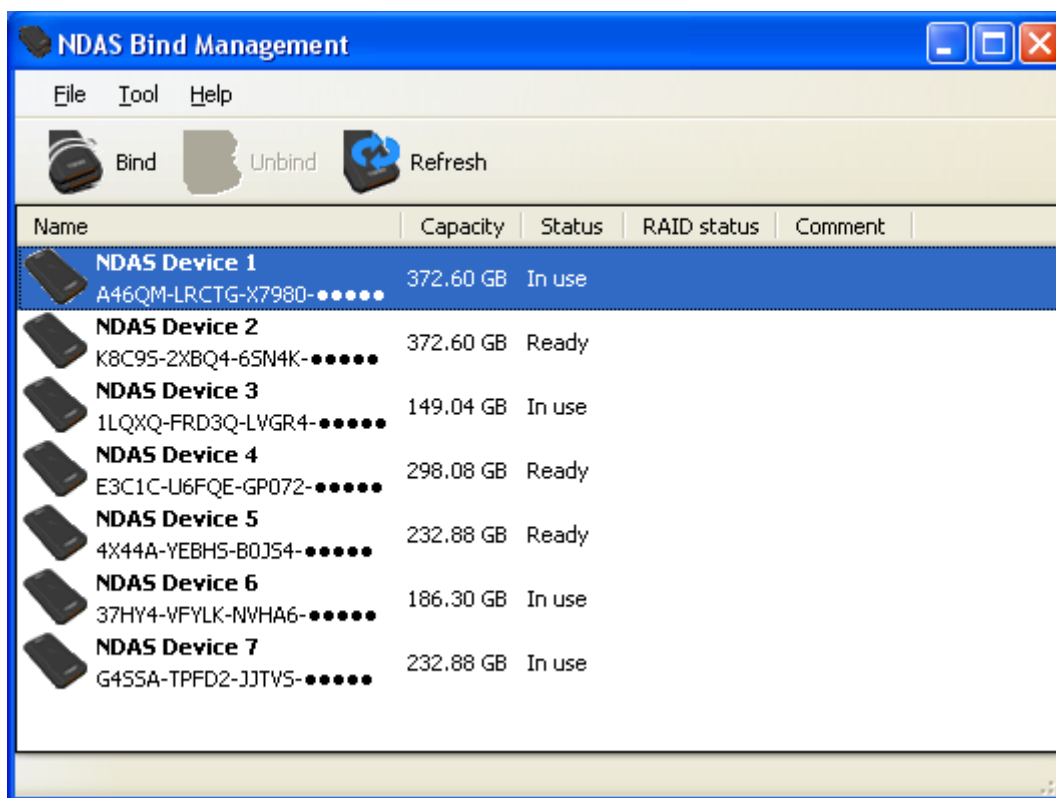 NDAS Bind Management
File Tool Help
Bind Unbind Refresh
Name Capacity Status RAID status Comment
NDAS Device 1
A46QM-LRCTG-X7980-●●●●● 372.60 GB In use
NDAS Device 2
K8C9S-2XBQ4-6SN4K-●●●●● 372.60 GB Ready
NDAS Device 3
1LQXQ-FRD3Q-LVGR4-●●●●● 149.04 GB In use
NDAS Device 4
E3C1C-U6FQE-GP072-●●●●● 298.08 GB Ready
NDAS Device 5
4X44A-YEBHS-B0JS4-●●●●● 232.88 GB Ready
NDAS Device 6
37HY4-VFYLK-NVHA6-●●●●● 186.30 GB In use
NDAS Device 7
G4SSA-TPFD2-JJTVS-●●●●● 232.88 GB In use